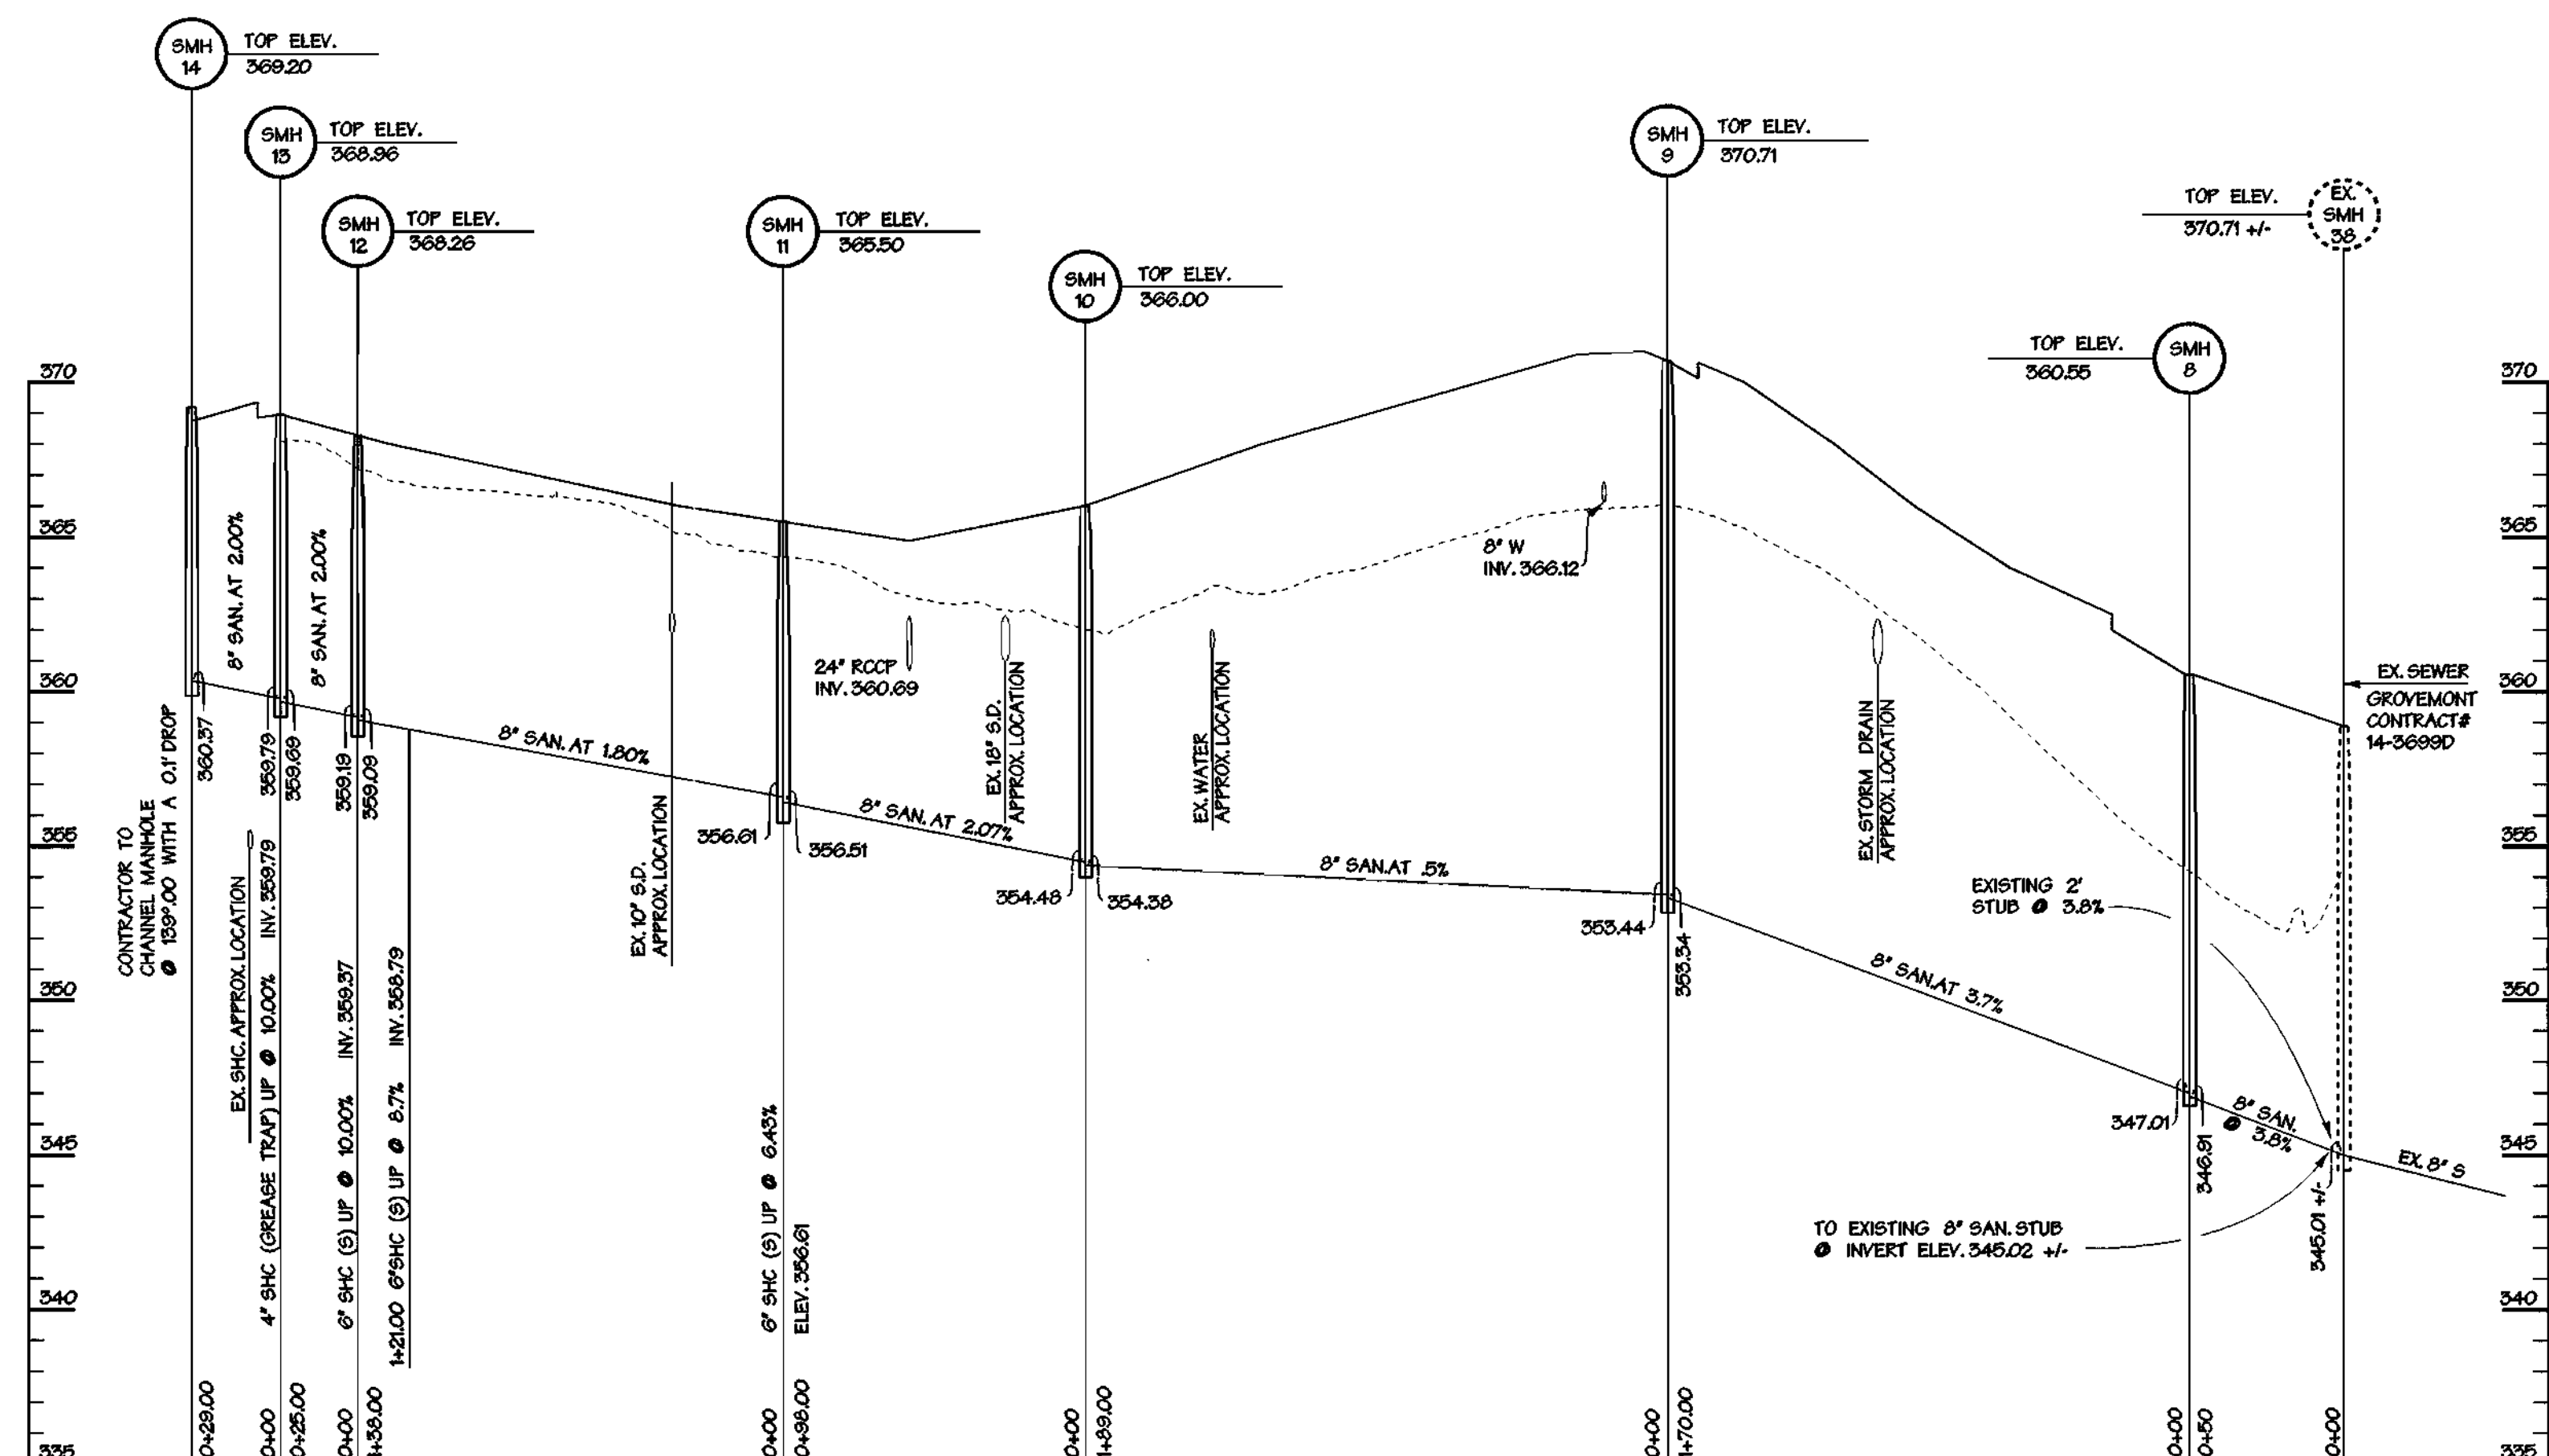 SMH
14
TOP ELEV.
369.20
SMH
13
TOP ELEV.
368.96
SMH
12
TOP ELEV.
368.26
SMH
11
TOP ELEV.
365.50
SMH
10
TOP ELEV.
366.00
SMH
9
TOP ELEV.
370.71
TOP ELEV.
370.71 +/-
EX.
SMH
38
TOP ELEV.
360.55
SMH
8
370
365
360
355
350
345
340
335
370
365
360
355
350
345
340
335
8" SAN. AT 2.00%
8" SAN. AT 2.00%
360.37
359.79
359.69
359.19
359.09
CONTRACTOR TO
CHANNEL MANHOLE
@ 139°.00 WITH A 0.1' DROP
EX. SHC. APPROX. LOCATION
4" SHC (GREASE TRAP) UP @ 10.00% INV. 359.79
6" SHC (S) UP @ 10.00% INV. 359.37
1+21.00 6"SHC (S) UP @ 8.7% INV. 358.79
8" SAN. AT 1.80%
EX. 10" S.D.
APPROX. LOCATION
356.61
356.51
6" SHC (S) UP @ 6.43%
ELEV. 356.61
24" RCCP
INV. 360.69
8" SAN. AT 2.07%
EX. 18" S.D.
APPROX. LOCATION
354.48
354.38
EX. WATER
APPROX. LOCATION
8" SAN. AT .5%
8" W
INV. 366.12
353.44
353.34
EX. STORM DRAIN
APPROX. LOCATION
8" SAN. AT 3.7%
EXISTING 2'
STUB @ 3.8%
347.01
346.91
8" SAN.
@ 3.8%
EX. SEWER
GROVEMONT
CONTRACT#
14-3699D
345.01 +/-
EX. 8" S
TO EXISTING 8" SAN. STUB
@ INVERT ELEV. 345.02 +/-
0+29.00
0+00
0+25.00
0+00
1+38.00
0+00
0+98.00
0+00
1+89.00
0+00
1+70.00
0+00
0+50
0+00